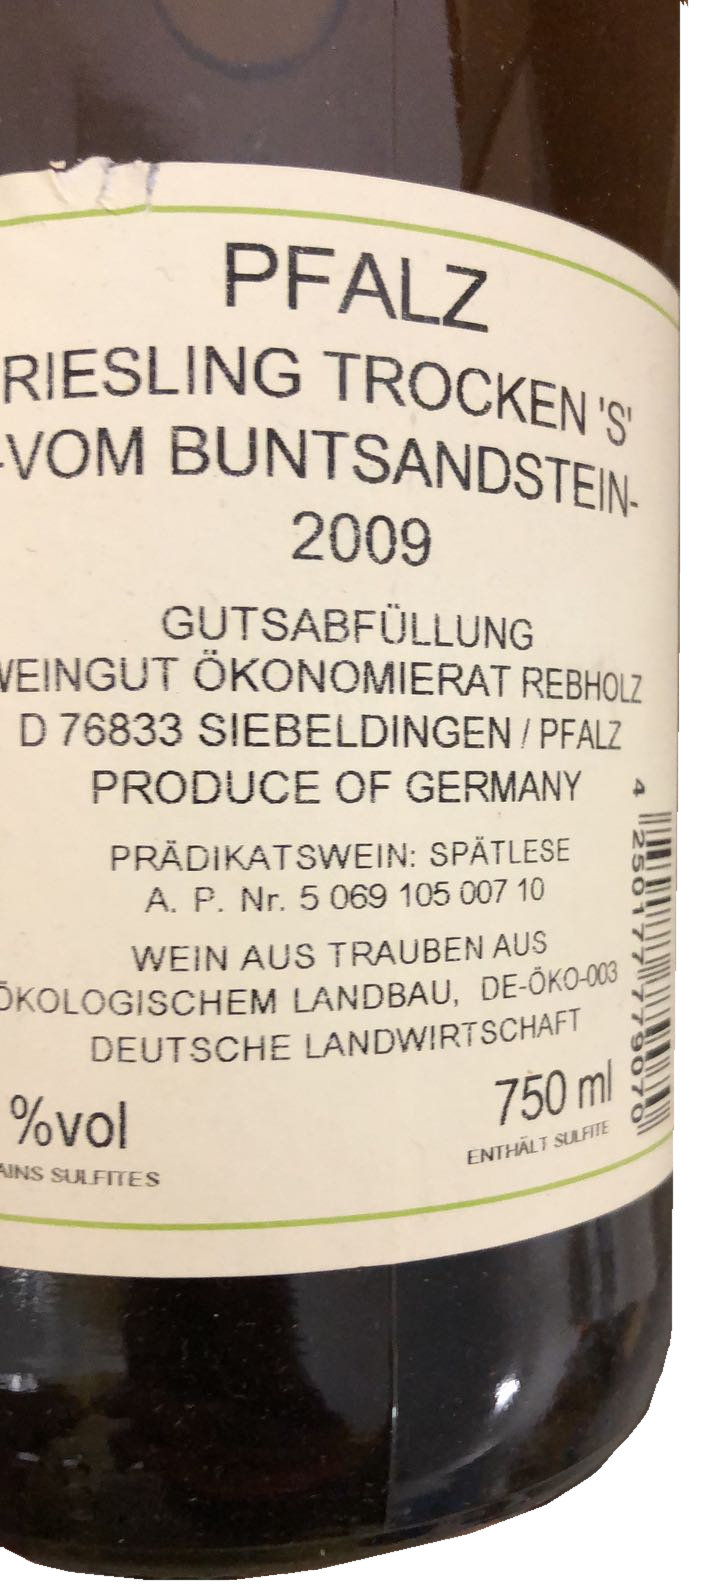 PFALZ
RIESLING TROCKEN 'S'
-VOM BUNTSANDSTEIN-
2009
GUTSABFÜLLUNG
WEINGUT ÖKONOMIERAT REBHOLZ
D 76833 SIEBELDINGEN / PFALZ
PRODUCE OF GERMANY
PRÄDIKATSWEIN: SPÄTLESE
A. P. Nr. 5 069 105 007 10
WEIN AUS TRAUBEN AUS
ÖKOLOGISCHEM LANDBAU, DE-ÖKO-003
DEUTSCHE LANDWIRTSCHAFT
%vol
750 ml
AINS SULFITES
ENTHÄLT SULFITE
4 250177 779070